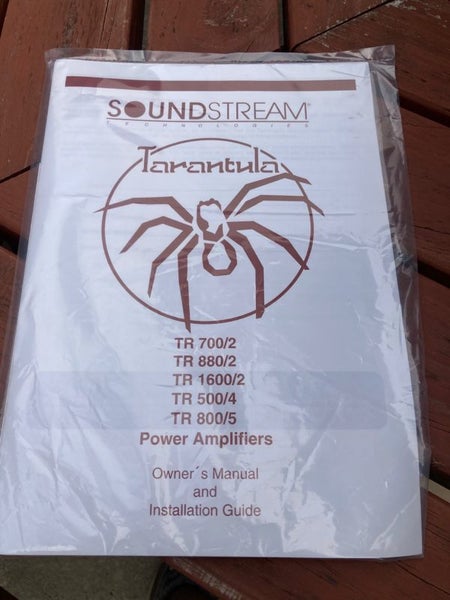 SOUNDSTREAM®
TECHNOLOGIES
Tarantula
TR 700/2
TR 880/2
TR 1600/2
TR 500/4
TR 800/5
Power Amplifiers
Owner´s Manual
and
Installation Guide